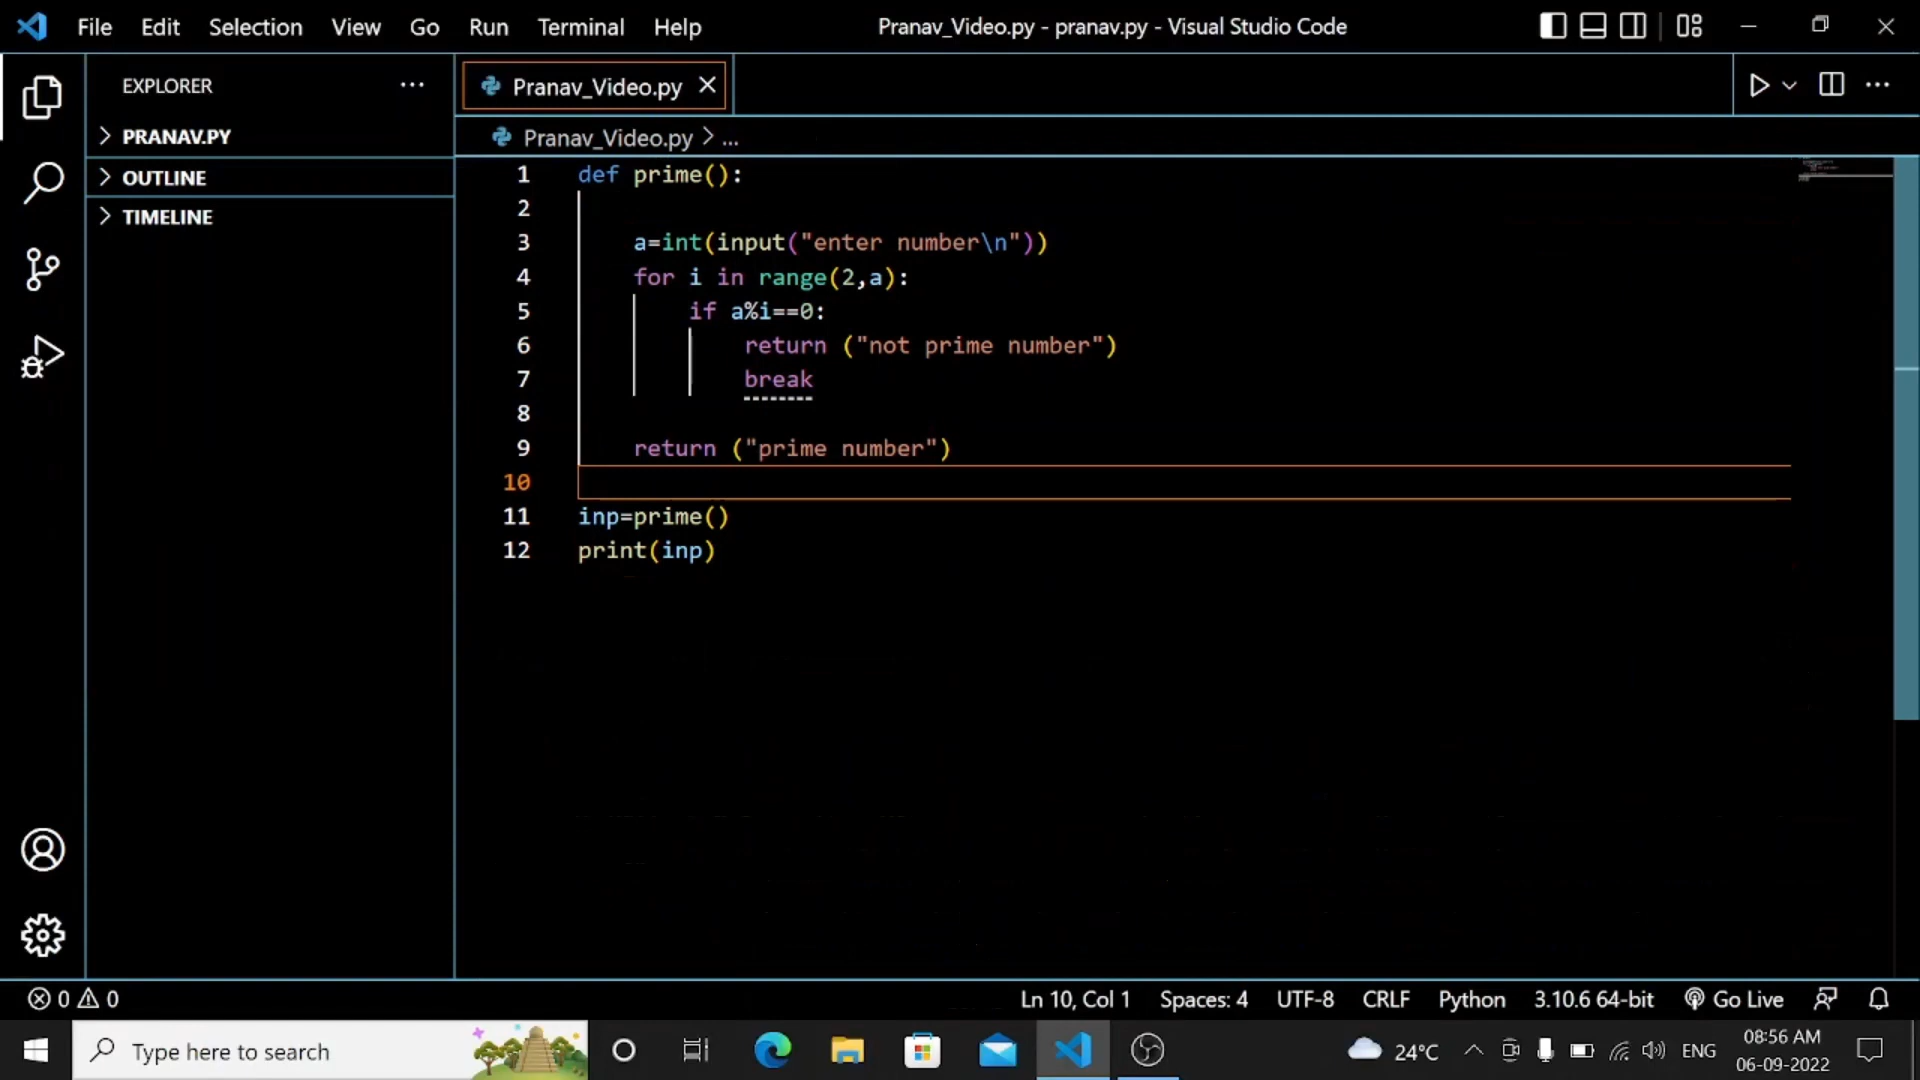 File Edit Selection View Go Run Terminal Help
Pranav_Video.py - pranav.py - Visual Studio Code
EXPLORER
PRANAV.PY
OUTLINE
TIMELINE
Pranav_Video.py
Pranav_Video.py > ...
1 def prime():
2
3 a=int(input("enter number\n"))
4 for i in range(2,a):
5 if a%i==0:
6 return ("not prime number")
7 break
8
9 return ("prime number")
10
11 inp=prime()
12 print(inp)
0 0
Ln 10, Col 1 Spaces: 4 UTF-8 CRLF Python 3.10.6 64-bit Go Live
Type here to search
24°C
ENG
08:56 AM
06-09-2022